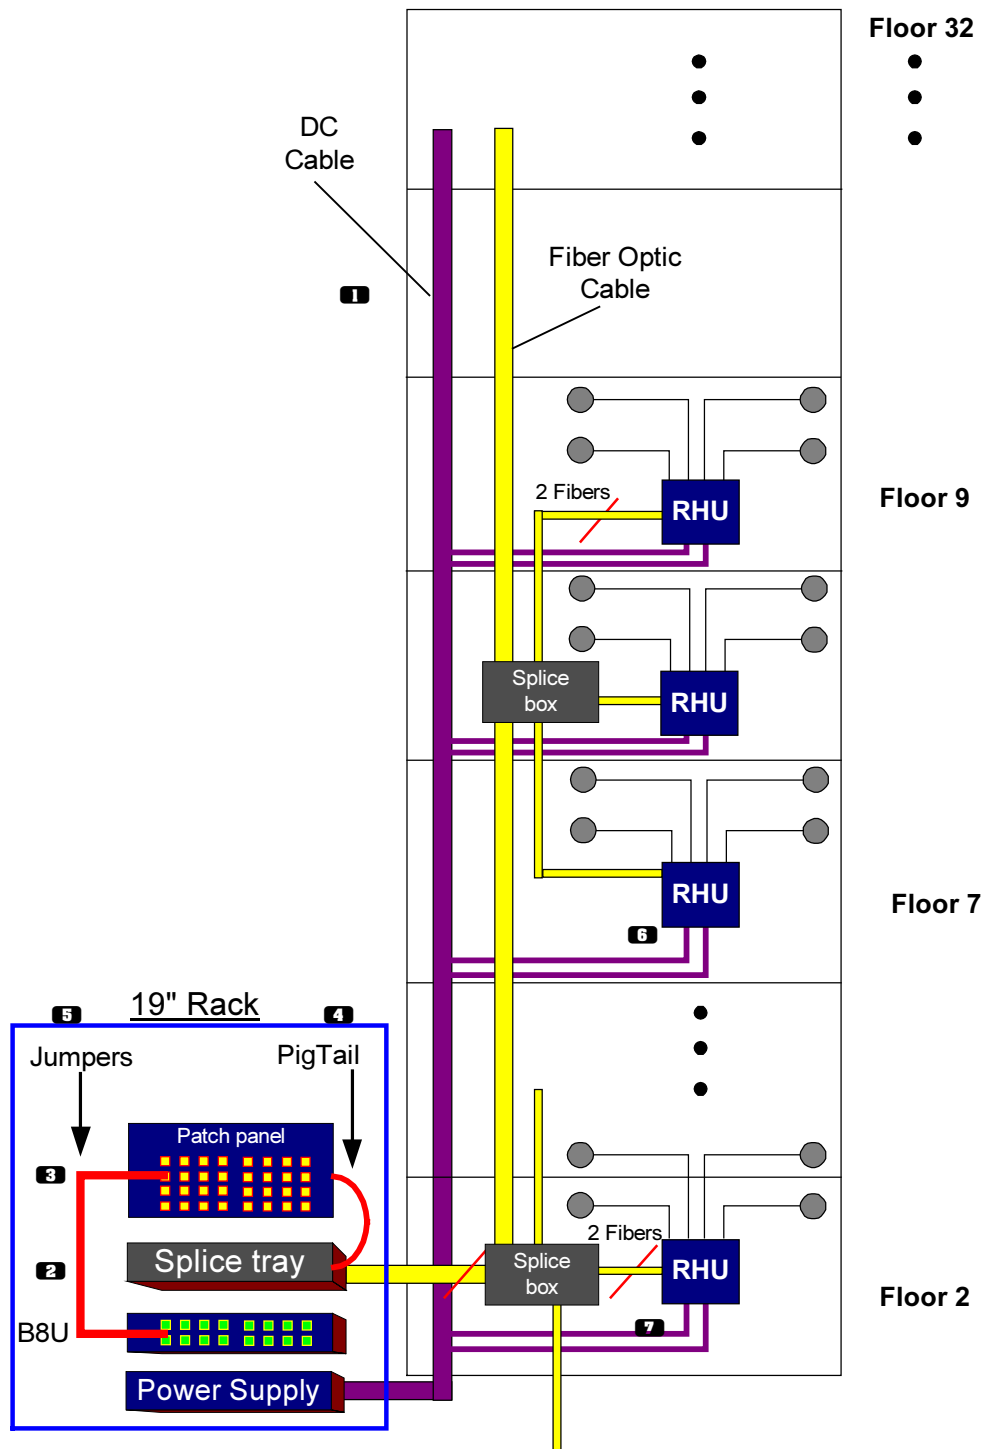 Floor 32
DC
Cable
Fiber Optic
Cable
1
2 Fibers
RHU
Floor 9
Splice
box
RHU
RHU
Floor 7
6
5
19" Rack
4
Jumpers
PigTail
Patch panel
3
2 Fibers
Splice tray
2
Splice
box
RHU
Floor 2
B8U
7
Power Supply